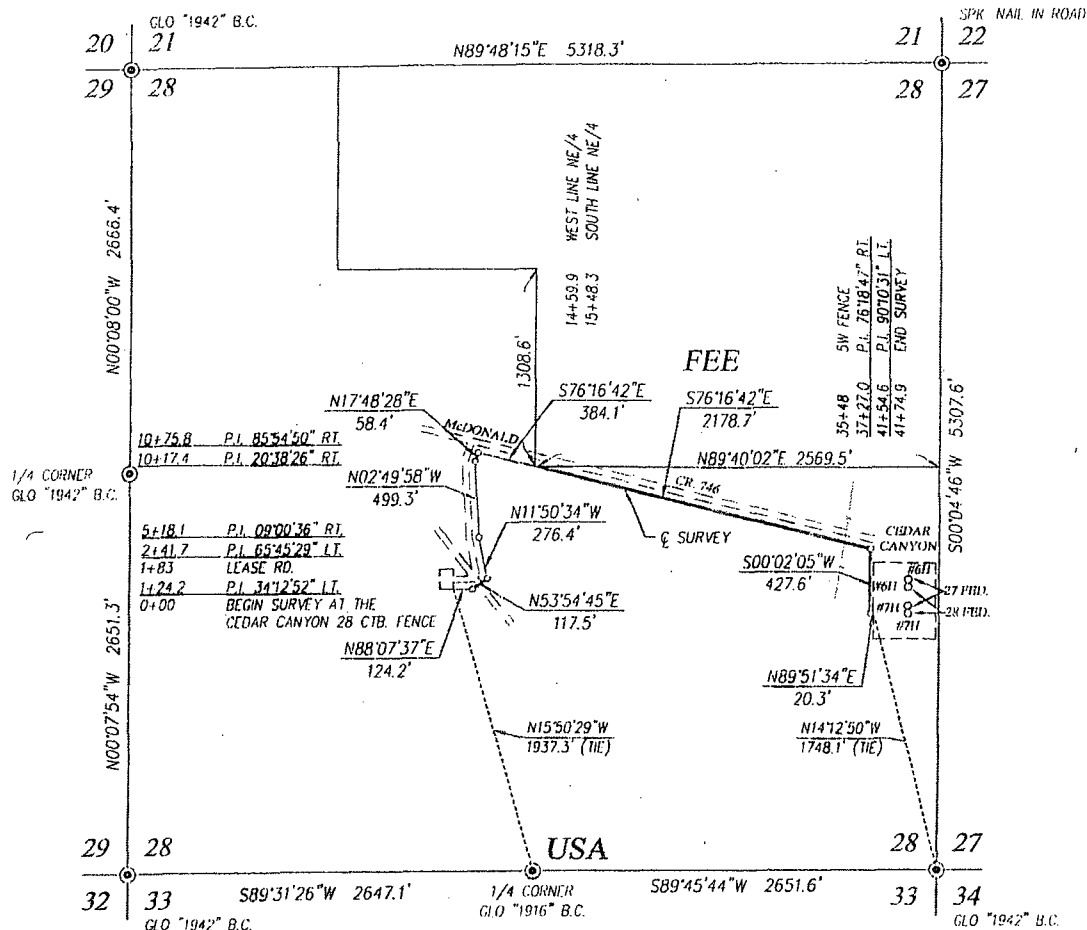 GLO "1942" B.C.
SPK NAIL IN ROAD
20 21
21 22
N89°48'15"E 5318.3'
29 28
28 27
N00°08'00"W 2666.4'
WEST LINE NE/4
SOUTH LINE NE/4
14+59.9
15+48.3
1308.6'
FEE
5W FENCE
P.I. 76°18'47" RT.
P.I. 90°10'31" LT.
END SURVEY
35+48
37+27.0
41+54.6
41+74.9
S00°04'46"W 5307.6'
N17°48'28"E
58.4'
S76°16'42"E
384.1'
S76°16'42"E
2178.7'
McDONALD
10+75.8 P.I. 85°54'50" RT.
10+17.4 P.I. 20°38'26" RT.
N89°40'02"E 2569.5'
1/4 CORNER
GLO "1942" B.C.
N02°49'58"W
499.3'
CR. 746
5+18.1 P.I. 09°00'36" RT.
2+41.7 P.I. 65°45'29" LT.
1+83 LEASE RD.
1+24.2 P.I. 34°12'52" LT.
0+00 BEGIN SURVEY AT THE
CEDAR CANYON 28 CTB. FENCE
N11°50'34"W
276.4'
℄ SURVEY
CEDAR
CANYON
S00°02'05"W
427.6'
#6H
W6H
27 FBD.
#7H
28 FBD.
#7H
N53°54'45"E
117.5'
N88°07'37"E
124.2'
N89°51'34"E
20.3'
N00°07'54"W 2651.3'
N15°50'29"W
1937.3' (TIE)
N14°12'50"W
1748.1' (TIE)
USA
29 28
28 27
S89°31'26"W 2647.1'
1/4 CORNER
GLO "1916" B.C.
S89°45'44"W 2651.6'
32 33
33 34
GLO "1942" B.C.
GLO "1942" B.C.